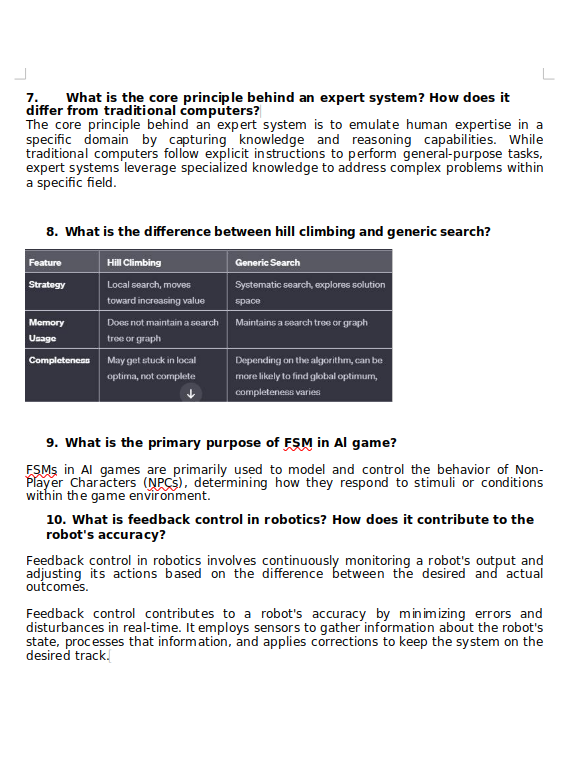 7. What is the core principle behind an expert system? How does it
differ from traditional computers?
The core principle behind an expert system is to emulate human expertise in a
specific domain by capturing knowledge and reasoning capabilities. While
traditional computers follow explicit instructions to perform general-purpose tasks,
expert systems leverage specialized knowledge to address complex problems within
a specific field.
8. What is the difference between hill climbing and generic search?
Feature Hill Climbing Generic Search
Strategy Local search, moves Systematic search, explores solution
toward increasing value space
Memory Does not maintain a search Maintains a search tree or graph
Usage tree or graph
Completeness May get stuck in local Depending on the algorithm, can be
optima, not complete more likely to find global optimum,
completeness varies
9. What is the primary purpose of FSM in Al game?
FSMs in AI games are primarily used to model and control the behavior of Non-
Player Characters (NPCs), determining how they respond to stimuli or conditions
within the game environment.
10. What is feedback control in robotics? How does it contribute to the
robot's accuracy?
Feedback control in robotics involves continuously monitoring a robot's output and
adjusting its actions based on the difference between the desired and actual
outcomes.
Feedback control contributes to a robot's accuracy by minimizing errors and
disturbances in real-time. It employs sensors to gather information about the robot's
state, processes that information, and applies corrections to keep the system on the
desired track.